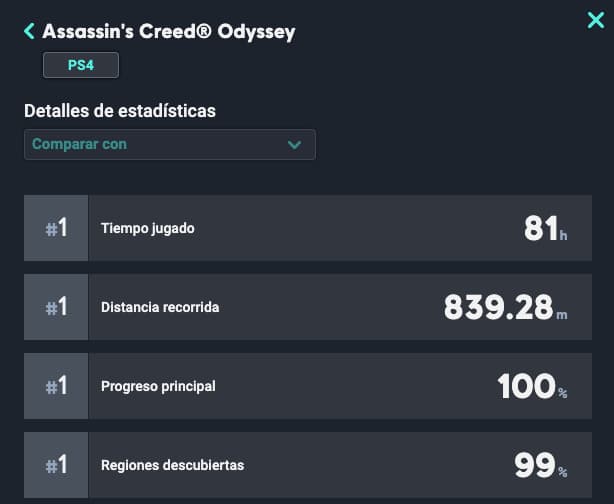 Assassin's Creed® Odyssey
PS4
Detalles de estadísticas
Comparar con
#1 Tiempo jugado 81 h
#1 Distancia recorrida 839.28 m
#1 Progreso principal 100 %
#1 Regiones descubiertas 99 %